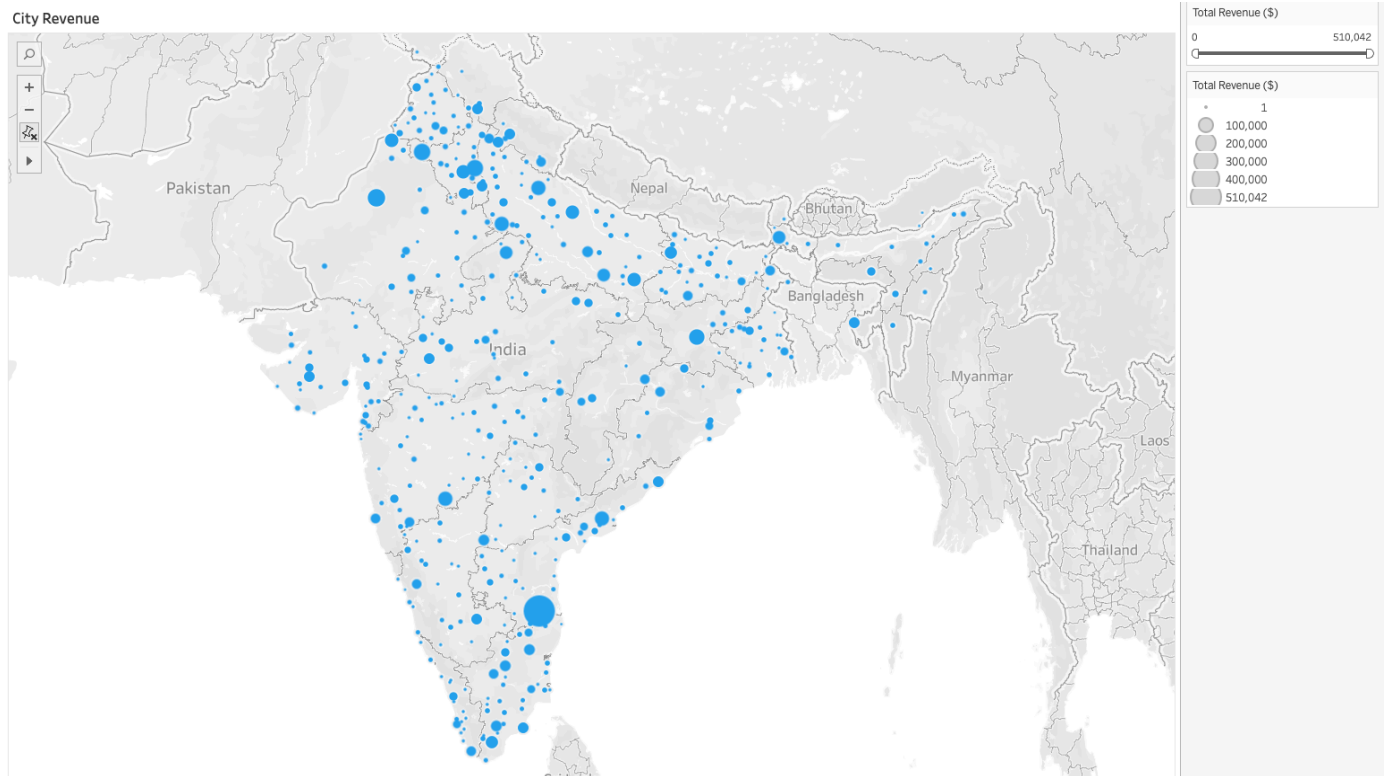 City Revenue
Pakistan
Nepal
Bhutan
Bangladesh
India
Myanmar
Laos
Thailand
Total Revenue ($)
0 510,042
Total Revenue ($)
1
100,000
200,000
300,000
400,000
510,042